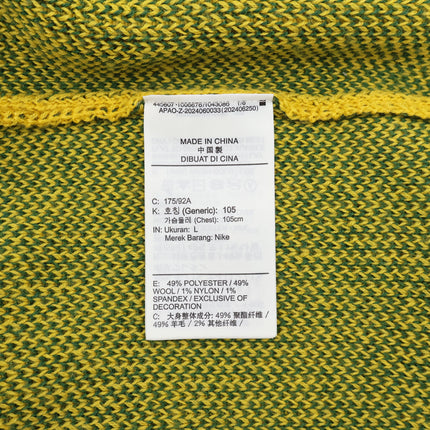 APAO-Z-2024060033(202406250)
MADE IN CHINA
中國製
DIBUAT DI CINA
C: 175/92A
K: 호칭 (Generic): 105
가슴둘레 (Chest): 105cm
IN: Ukuran: L
Merek Barang: Nike
E: 49% POLYESTER / 49%
WOOL / 1% NYLON / 1%
SPANDEX / EXCLUSIVE OF
DECORATION
C: 大身整体成分: 49% 聚酯纤维 /
49% 羊毛 / 2% 其他纤维 /